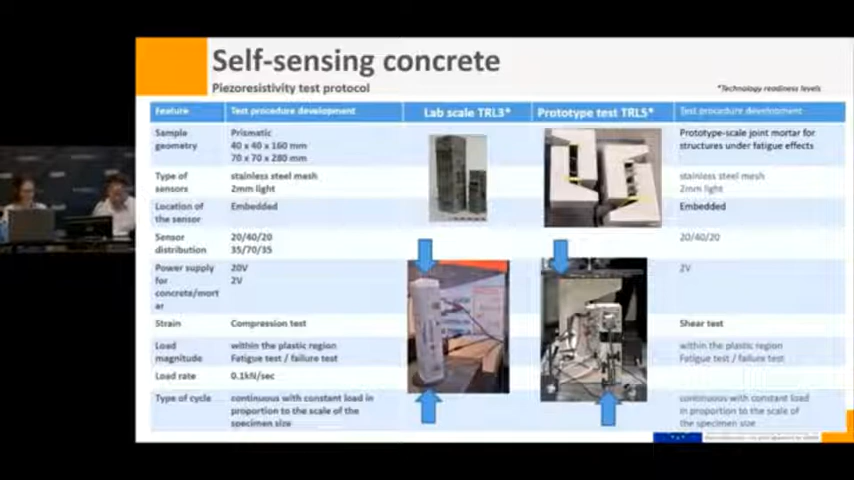 Self-sensing concrete
Piezoresistivity test protocol
*Technology readiness levels
Feature
Test procedure development
Lab scale TRL3*
Prototype test TRL5*
Test procedure development
Sample
geometry
Prismatic
40 x 40 x 160 mm
70 x 70 x 280 mm
Prototype-scale joint mortar for
structures under fatigue effects
Type of
sensors
stainless steel mesh
2mm light
stainless steel mesh
2mm light
Location of
the sensor
Embedded
Embedded
Sensor
distribution
20/40/20
35/70/35
20/40/20
Power supply
for
concrete/mort
ar
20V
2V
2V
Strain
Compression test
Shear test
Load
magnitude
within the plastic region
Fatigue test / failure test
within the plastic region
Fatigue test / failure test
Load rate
0.1kN/sec
Type of cycle
continuous with constant load in
proportion to the scale of the
specimen size
continuous with constant load
in proportion to the scale of
the specimen size